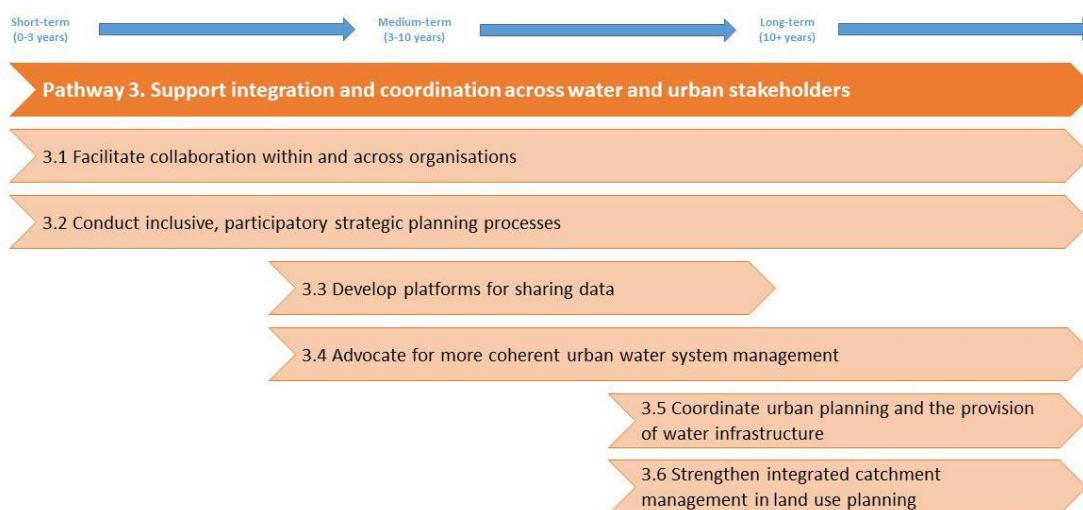 Short-term
(0-3 years)
Medium-term
(3-10 years)
Long-term
(10+ years)
Pathway 3. Support integration and coordination across water and urban stakeholders
3.1 Facilitate collaboration within and across organisations
3.2 Conduct inclusive, participatory strategic planning processes
3.3 Develop platforms for sharing data
3.4 Advocate for more coherent urban water system management
3.5 Coordinate urban planning and the provision
of water infrastructure
3.6 Strengthen integrated catchment
management in land use planning